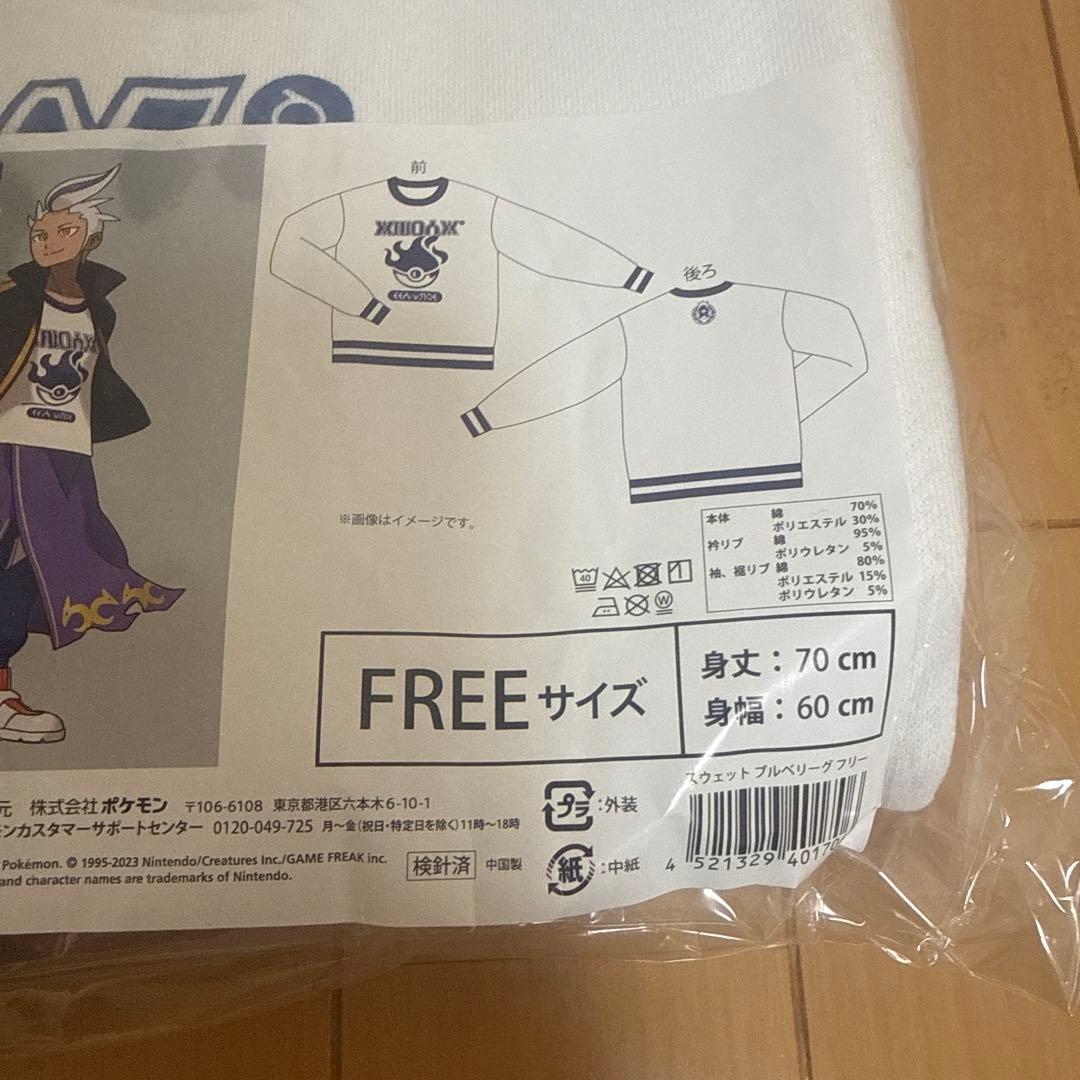 前
後ろ
※画像はイメージです。
本体 綿 70%
ポリエステル 30%
衿リブ 綿 95%
ポリウレタン 5%
袖、裾リブ 綿 80%
ポリエステル 15%
ポリウレタン 5%
40
W
FREEサイズ
身丈：70 cm
身幅：60 cm
スウェット ブルベリーグ フリー
元 株式会社ポケモン 〒106-6108 東京都港区六本木6-10-1
モンカスタマーサポートセンター 0120-049-725 月～金(祝日・特定日を除く)11時～18時
Pokémon. © 1995-2023 Nintendo/Creatures Inc./GAME FREAK inc.
and character names are trademarks of Nintendo.
検針済 中国製
プラ：外装
紙：中紙
4 521329 40170